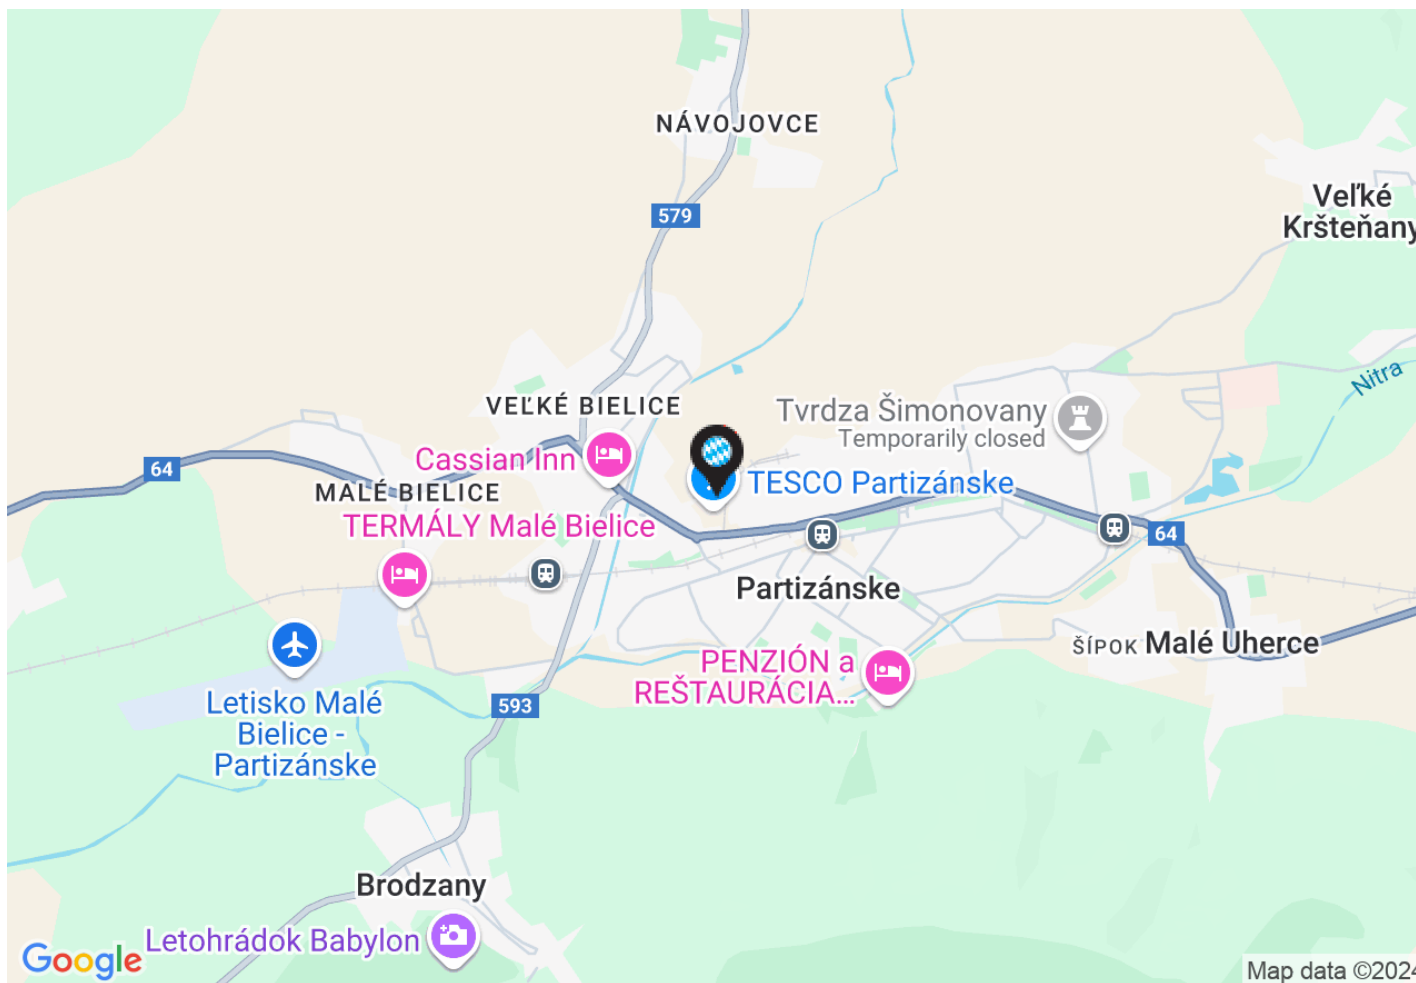 NÁVOJOVCE
Veľké
Kršteňany
579
Nitra
VEĽKÉ BIELICE
Tvrdza Šimonovany
Temporarily closed
Cassian Inn
64
MALÉ BIELICE
TESCO Partizánske
TERMÁLY Malé Bielice
64
Partizánske
ŠÍPOK
Malé Uherce
PENZIÓN a
REŠTAURÁCIA...
593
Letisko Malé
Bielice -
Partizánske
Brodzany
Letohrádok Babylon
Google
Map data ©2024